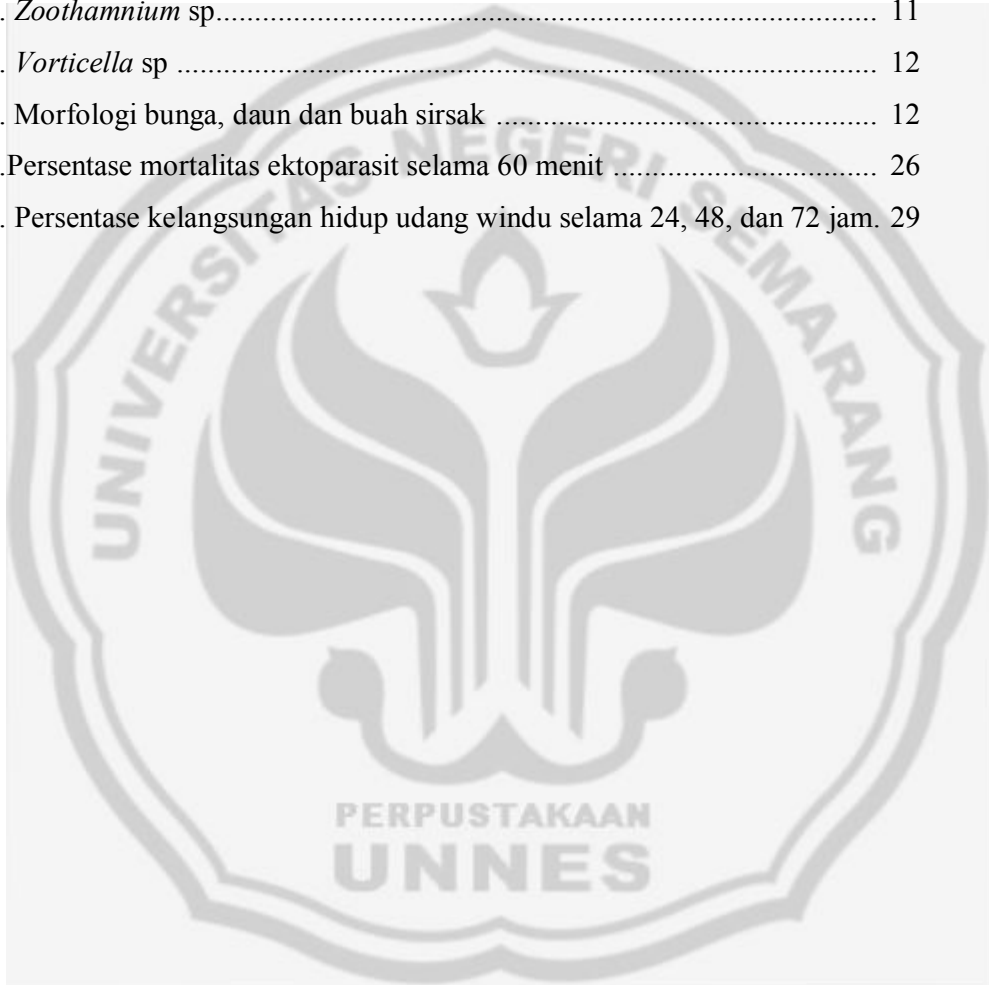 . Zoothamnium sp.................................................................................... 11
. Vorticella sp .......................................................................................... 12
. Morfologi bunga, daun dan buah sirsak ................................................ 12
.Persentase mortalitas ektoparasit selama 60 menit ................................. 26
. Persentase kelangsungan hidup udang windu selama 24, 48, dan 72 jam. 29
UNIVERSITAS NEGERI SEMARANG
PERPUSTAKAAN
UNNES